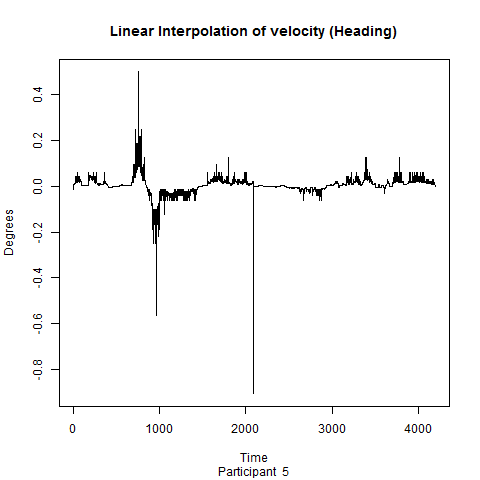 Linear Interpolation of velocity (Heading)
Degrees
0.4
0.2
0.0
-0.2
-0.4
-0.6
-0.8
0 1000 2000 3000 4000
Time
Participant 5